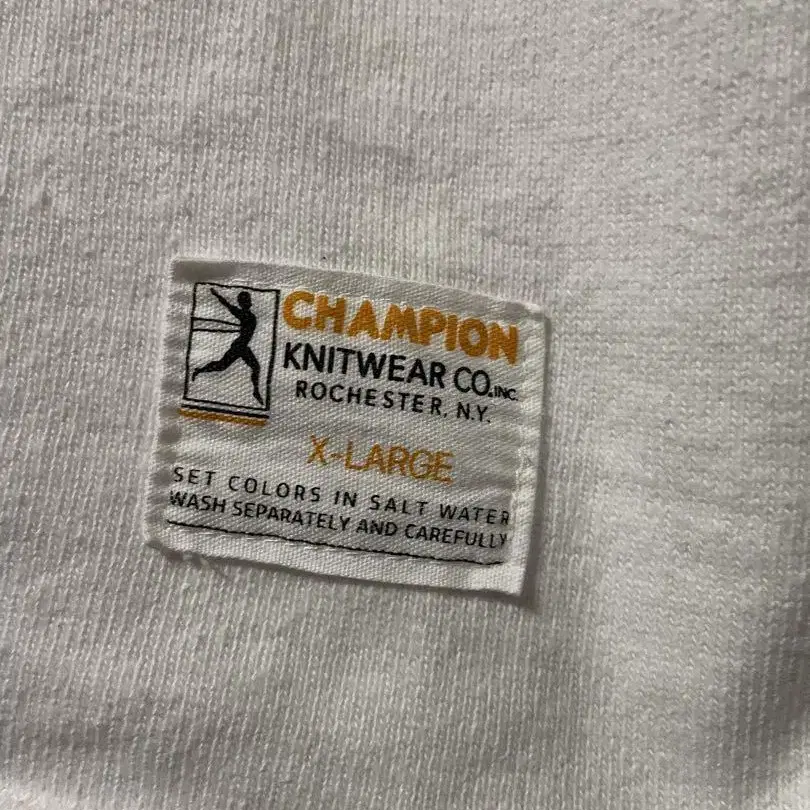 CHAMPION
KNITWEAR CO.INC.
ROCHESTER, N.Y.
X-LARGE
SET COLORS IN SALT WATER
WASH SEPARATELY AND CAREFULLY